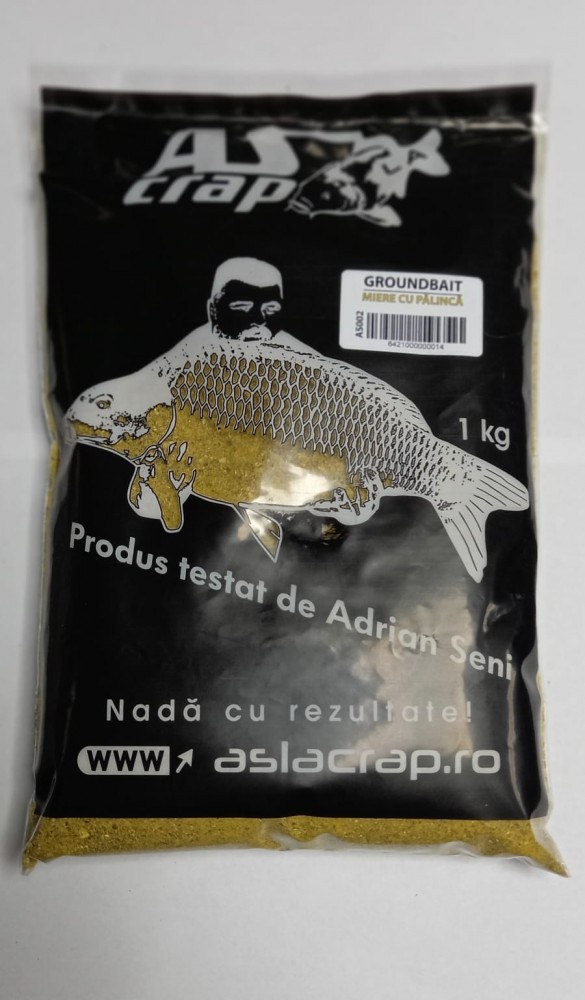 AS
crap
GROUNDBAIT
MIERE CU PĂLINCĂ
AS002
6421000000014
1 kg
Produs testat de Adrian Seni
Nadă cu rezultate!
www aslacrap.ro